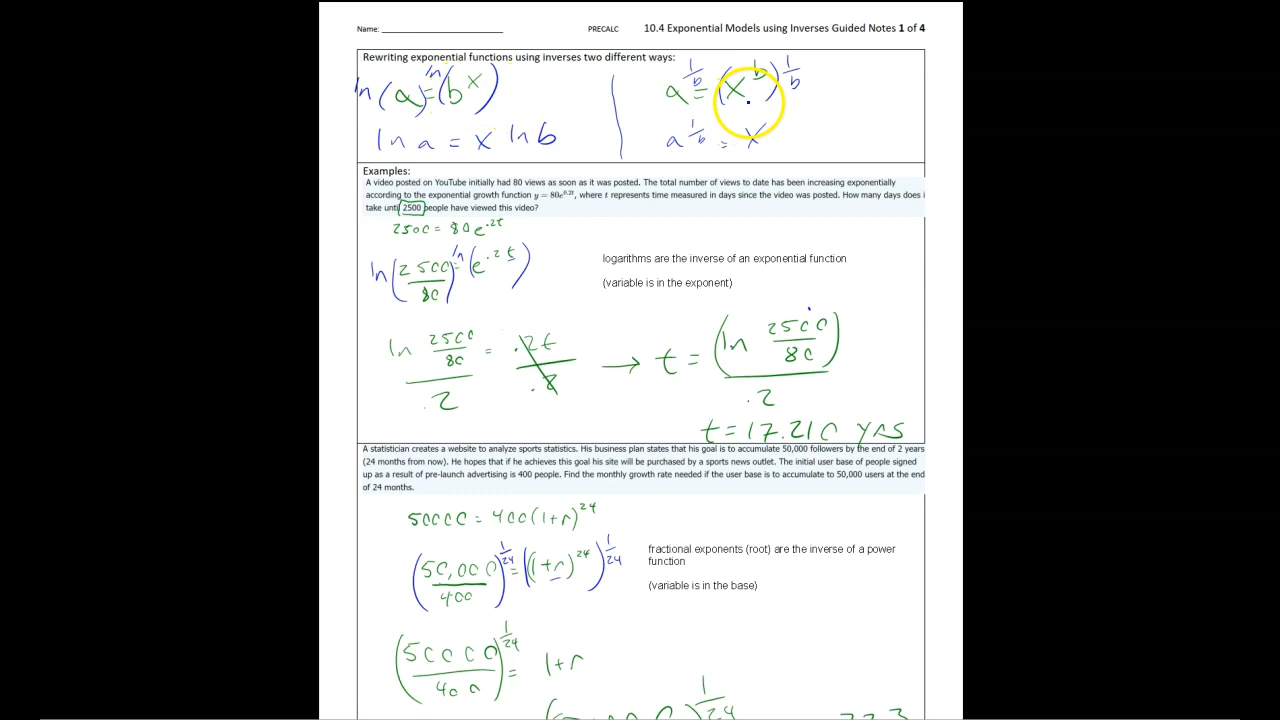 Name: ____________________ PRECALC 10.4 Exponential Models using Inverses Guided Notes 1 of 4
Rewriting exponential functions using inverses two different ways:
ln(a) = ln(b^x)
ln a = x ln b
a^(1/b) = (x^b)^(1/b)
a^(1/b) = x
Examples:
A video posted on YouTube initially had 80 views as soon as it was posted. The total number of views to date has been increasing exponentially
according to the exponential growth function y = 80e^0.2t, where t represents time measured in days since the video was posted. How many days does i
take until 2500 people have viewed this video?
2500 = 80e^.2t
ln(2500/80) = ln(e^.2t)
logarithms are the inverse of an exponential function
(variable is in the exponent)
ln 2500/80 / .2 = .2t / .2 → t = (ln 2500/80) / .2
t = 17.210 yrs
A statistician creates a website to analyze sports statistics. His business plan states that his goal is to accumulate 50,000 followers by the end of 2 years
(24 months from now). He hopes that if he achieves this goal his site will be purchased by a sports news outlet. The initial user base of people signed
up as a result of pre-launch advertising is 400 people. Find the monthly growth rate needed if the user base is to accumulate to 50,000 users at the end
of 24 months.
50000 = 400(1+r)^24
(50,000/400)^(1/24) = ((1+r)^24)^(1/24)
fractional exponents (root) are the inverse of a power
function
(variable is in the base)
(50000/400)^(1/24) = 1+r